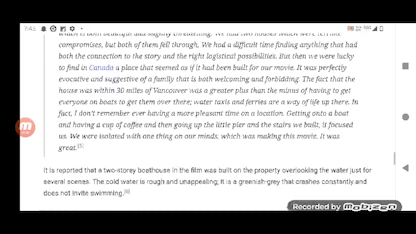 7:45
which is both beautiful and slightly threatening. We had two houses which were terrific
compromises, but both of them fell through. We had a difficult time finding anything that had
both the connection to the story and the right logistical possibilities. But then we were lucky
to find in Canada a place that seemed as if it had been built for our movie. It was perfectly
evocative and suggestive of a family that is both welcoming and forbidding. The fact that the
house was within 30 miles of Vancouver was a greater plus than the minus of having to get
everyone on boats to get them over there; water taxis and ferries are a way of life up there. In
fact, I don't remember ever having a more pleasant time on a location. Getting onto a boat
and having a cup of coffee and then going up the little pier and the stairs we built, is focused
us. We were isolated with one thing on our minds, which was making this movie. It was
great.[5]
It is reported that a two-storey boathouse in the film was built on the property overlooking the water just for
several scenes. The cold water is rough and unappealing; it is a greenish-grey that crashes constantly and
does not invite swimming.[6]
Recorded by Mobizen